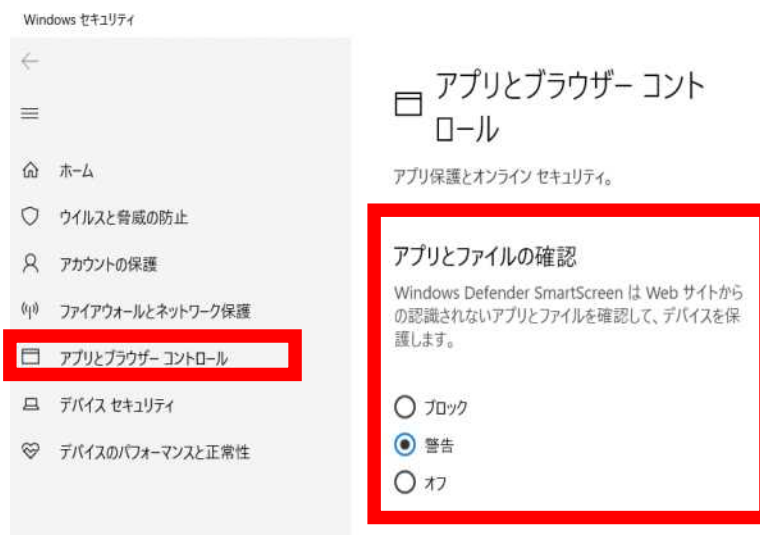 Windows セキュリティ
ホーム
ウイルスと脅威の防止
アカウントの保護
ファイアウォールとネットワーク保護
アプリとブラウザー コントロール
デバイス セキュリティ
デバイスのパフォーマンスと正常性
アプリとブラウザー コント
ロール
アプリ保護とオンライン セキュリティ。
アプリとファイルの確認
Windows Defender SmartScreen は Web サイトから
の認識されないアプリとファイルを確認して、デバイスを保
護します。
ブロック
警告
オフ